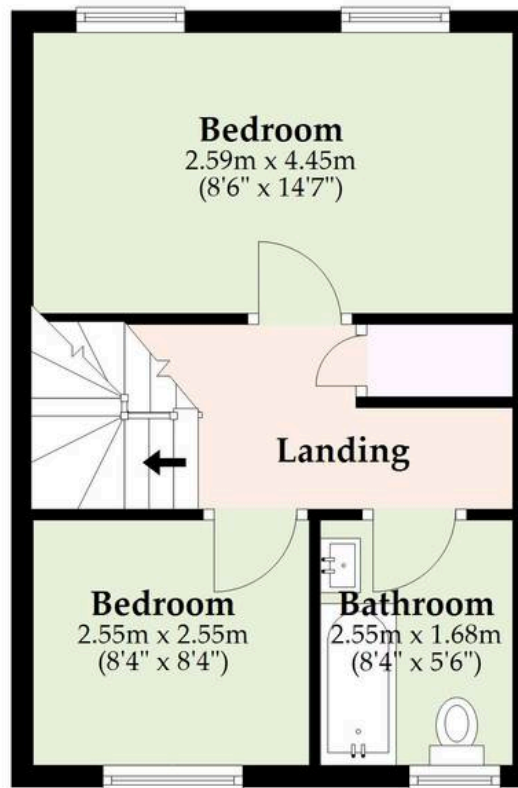 Bedroom
2.59m x 4.45m
(8'6" x 14'7")
Landing
Bedroom
2.55m x 2.55m
(8'4" x 8'4")
Bathroom
2.55m x 1.68m
(8'4" x 5'6")